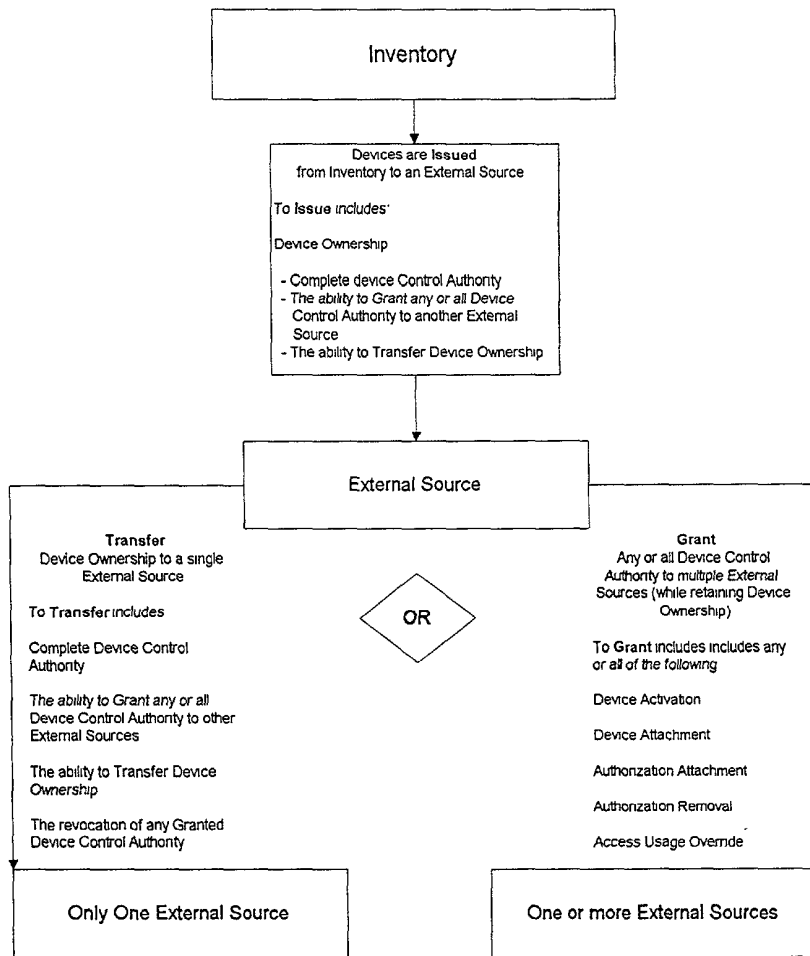 Inventory
Devices are Issued
from Inventory to an External Source
To Issue includes:
Device Ownership
- Complete device Control Authority
- The ability to Grant any or all Device
Control Authority to another External
Source
- The ability to Transfer Device Ownership
External Source
Transfer
Device Ownership to a single
External Source
To Transfer includes
Complete Device Control
Authority
The ability to Grant any or all
Device Control Authority to other
External Sources
The ability to Transfer Device
Ownership
The revocation of any Granted
Device Control Authority
OR
Grant
Any or all Device Control
Authority to multiple External
Sources (while retaining Device
Ownership)
To Grant includes includes any
or all of the following
Device Activation
Device Attachment
Authorization Attachment
Authorization Removal
Access Usage Override
Only One External Source
One or more External Sources